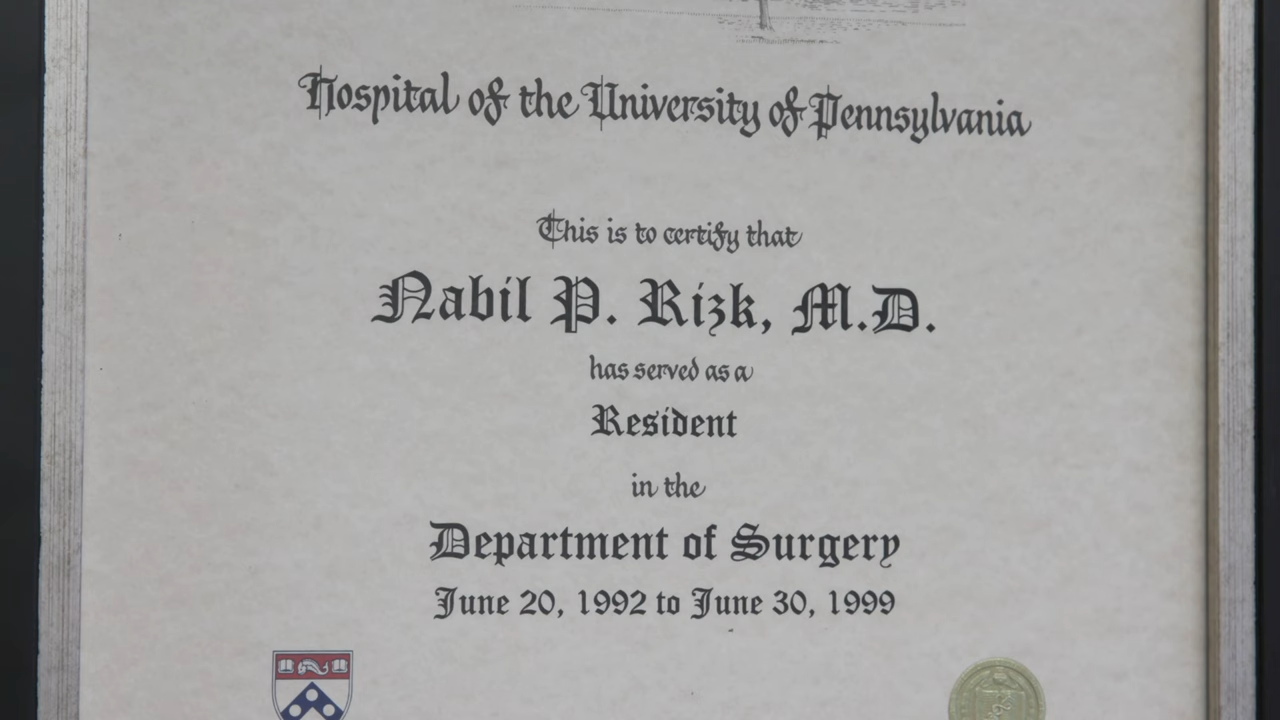 Hospital of the University of Pennsylvania
This is to certify that
Nabil P. Rizk, M.D.
has served as a
Resident
in the
Department of Surgery
June 20, 1992 to June 30, 1999